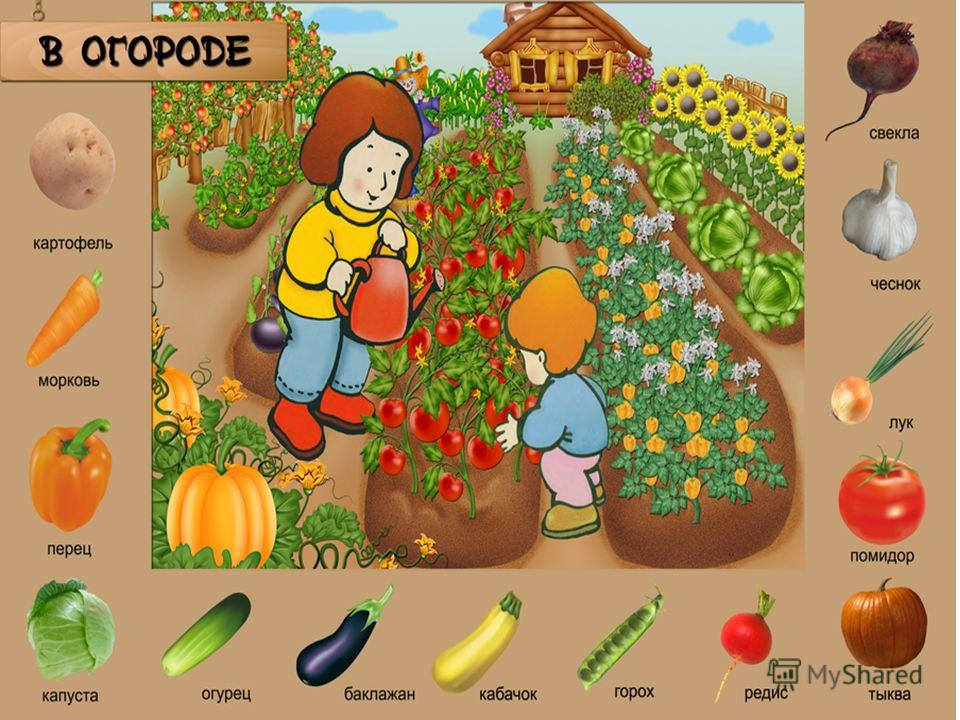 В ОГОРОДЕ
картофель
морковь
перец
капуста
огурец
баклажан
кабачок
горох
редис
тыква
помидор
лук
чеснок
свекла
MyShared